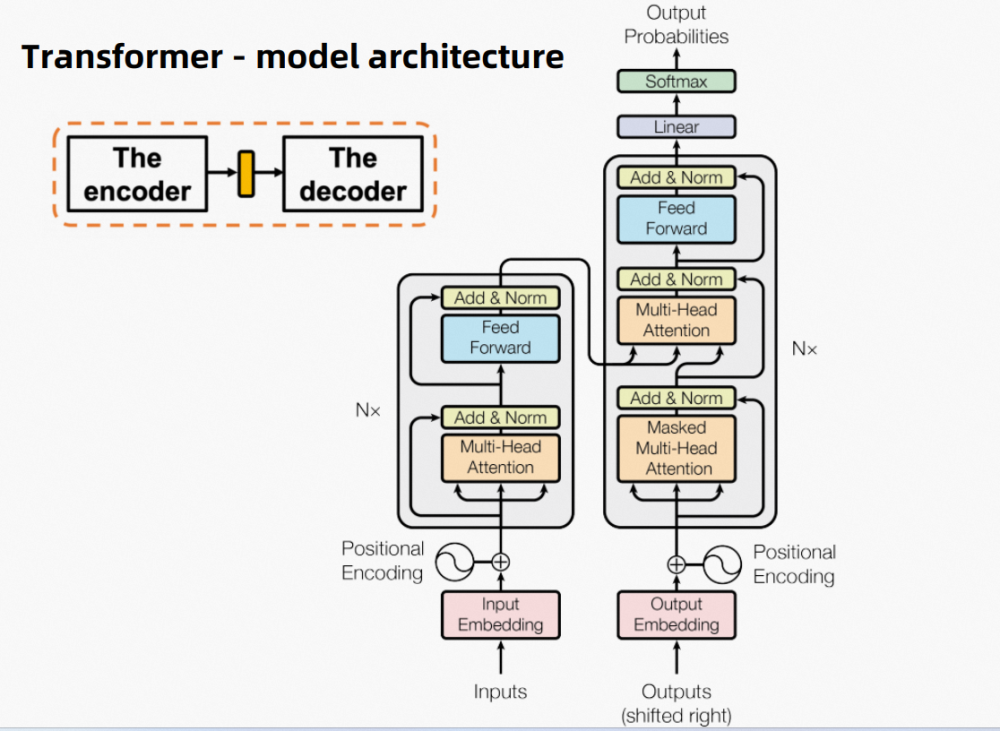 Transformer - model architecture
The
encoder
The
decoder
Output
Probabilities
Softmax
Linear
Add & Norm
Feed
Forward
Add & Norm
Multi-Head
Attention
Nx
Add & Norm
Masked
Multi-Head
Attention
Positional
Encoding
Output
Embedding
Outputs
(shifted right)
Add & Norm
Feed
Forward
Nx
Add & Norm
Multi-Head
Attention
Positional
Encoding
Input
Embedding
Inputs